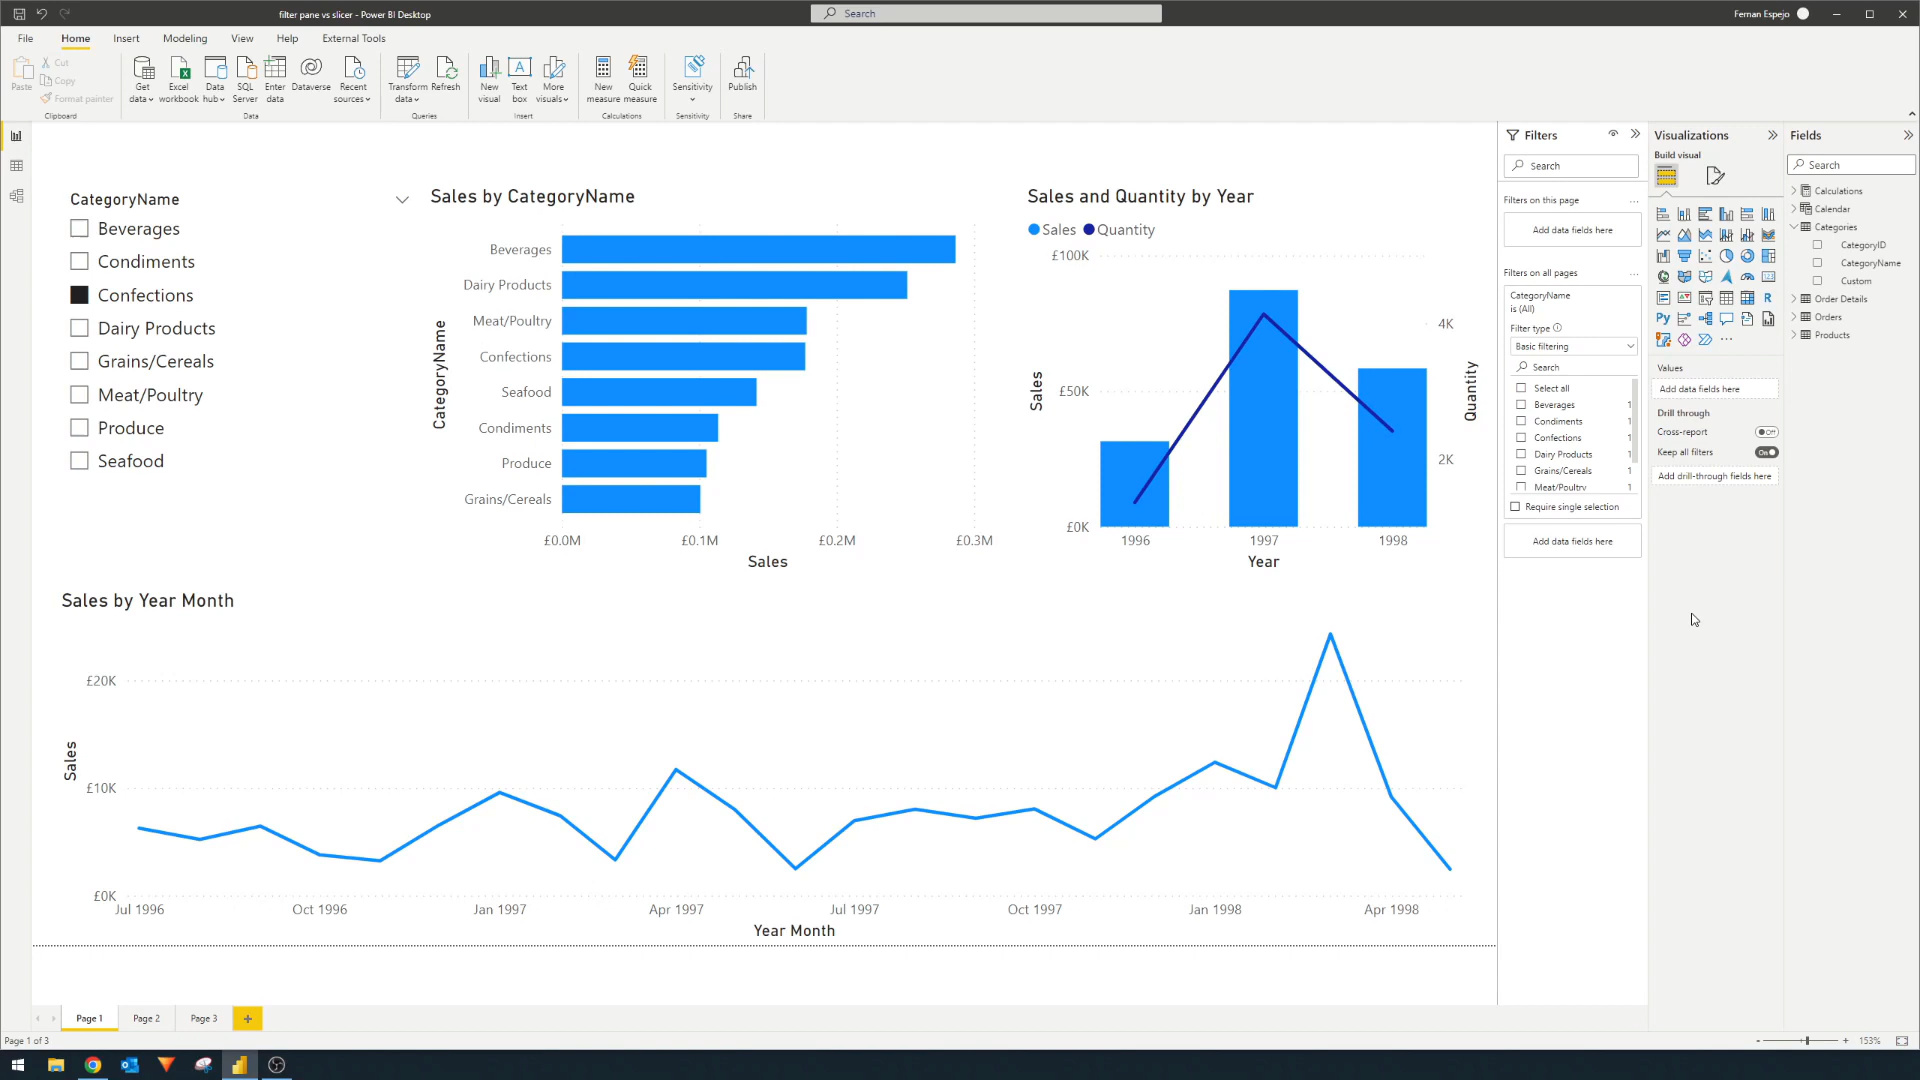 filter pane vs slicer - Power BI Desktop
Search
Fernan Espejo
File
Home
Insert
Modeling
View
Help
External Tools
Paste
Cut
Copy
Format painter
Clipboard
Get data
Excel workbook
Data hub
SQL Server
Enter data
Dataverse
Recent sources
Data
Transform data
Refresh
Queries
New visual
Text box
More visuals
Insert
New measure
Quick measure
Calculations
Sensitivity
Sensitivity
Publish
Share
CategoryName
Beverages
Condiments
Confections
Dairy Products
Grains/Cereals
Meat/Poultry
Produce
Seafood
Sales by CategoryName
CategoryName
Beverages
Dairy Products
Meat/Poultry
Confections
Seafood
Condiments
Produce
Grains/Cereals
£0.0M
£0.1M
£0.2M
£0.3M
Sales
Sales and Quantity by Year
Sales
Quantity
£100K
£50K
£0K
Sales
4K
2K
Quantity
1996
1997
1998
Year
Sales by Year Month
£20K
£10K
£0K
Sales
Jul 1996
Oct 1996
Jan 1997
Apr 1997
Jul 1997
Oct 1997
Jan 1998
Apr 1998
Year Month
Filters
Search
Filters on this page
...
Add data fields here
Filters on all pages
...
CategoryName
is (All)
Filter type
Basic filtering
Search
Select all
Beverages 1
Condiments 1
Confections 1
Dairy Products 1
Grains/Cereals 1
Meat/Poultry 1
Require single selection
Add data fields here
Visualizations
Build visual
R
Py
...
Values
Add data fields here
Drill through
Cross-report
Off
Keep all filters
On
Add drill-through fields here
Fields
Search
Calculations
Calendar
Categories
CategoryID
CategoryName
Custom
Order Details
Orders
Products
Page 1
Page 2
Page 3
+
Page 1 of 3
- + 153%